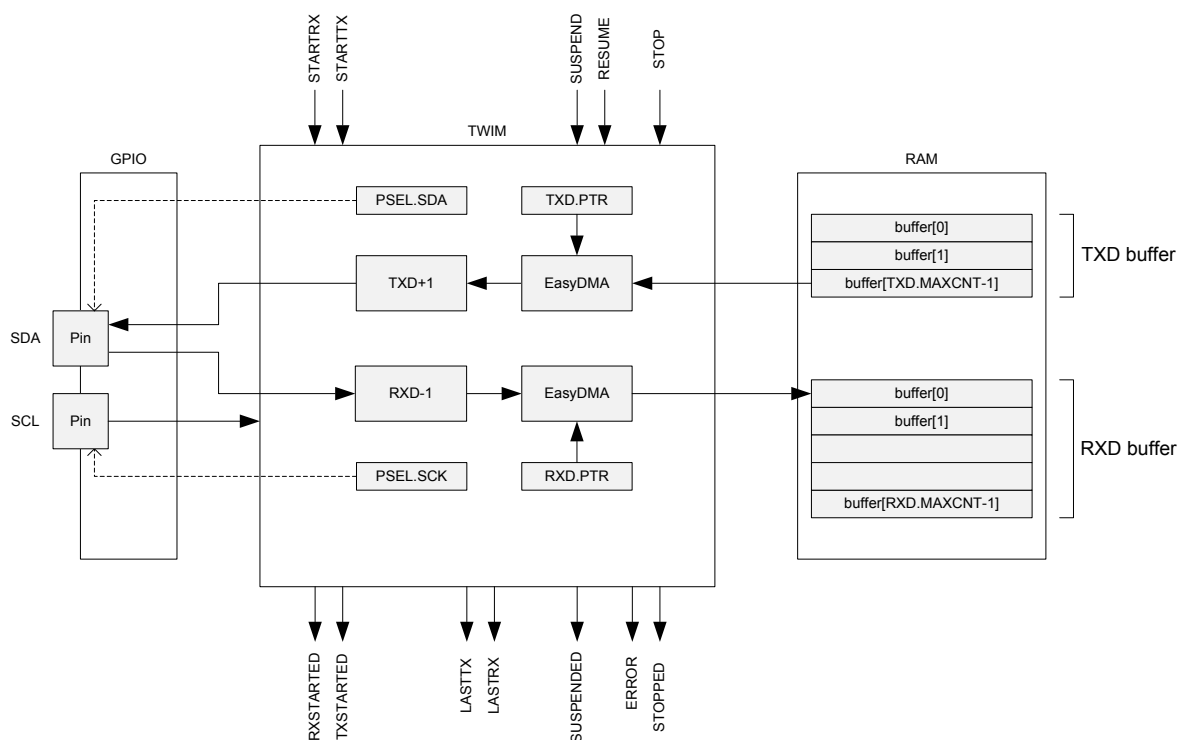 STARTRX
STARTTX
SUSPEND
RESUME
STOP
TWIM
GPIO
RAM
PSEL.SDA
TXD.PTR
buffer[0]
buffer[1]
buffer[TXD.MAXCNT-1]
TXD buffer
TXD+1
EasyDMA
SDA
Pin
RXD-1
EasyDMA
SCL
Pin
buffer[0]
buffer[1]
buffer[RXD.MAXCNT-1]
RXD buffer
PSEL.SCK
RXD.PTR
RXSTARTED
TXSTARTED
LASTTX
LASTRX
SUSPENDED
ERROR
STOPPED